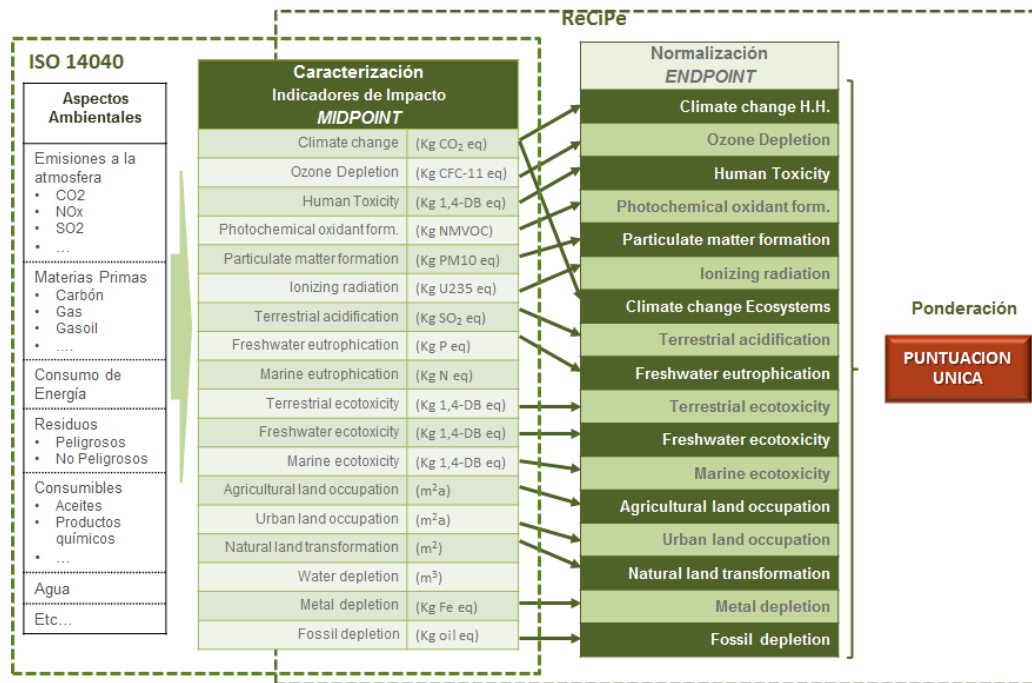 ReCiPe
ISO 14040
Aspectos
Ambientales
Emisiones a la
atmosfera
• CO2
• NOx
• SO2
• …
Materias Primas
• Carbón
• Gas
• Gasoil
• ….
Consumo de
Energía
Residuos
• Peligrosos
• No Peligrosos
Consumibles
• Aceites
• Productos
químicos
• …
Agua
Etc…
Caracterización
Indicadores de Impacto
MIDPOINT
Climate change (Kg CO₂ eq)
Ozone Depletion (Kg CFC-11 eq)
Human Toxicity (Kg 1,4-DB eq)
Photochemical oxidant form. (Kg NMVOC)
Particulate matter formation (Kg PM10 eq)
Ionizing radiation (Kg U235 eq)
Terrestrial acidification (Kg SO₂ eq)
Freshwater eutrophication (Kg P eq)
Marine eutrophication (Kg N eq)
Terrestrial ecotoxicity (Kg 1,4-DB eq)
Freshwater ecotoxicity (Kg 1,4-DB eq)
Marine ecotoxicity (Kg 1,4-DB eq)
Agricultural land occupation (m²a)
Urban land occupation (m²a)
Natural land transformation (m²)
Water depletion (m³)
Metal depletion (Kg Fe eq)
Fossil depletion (Kg oil eq)
Normalización
ENDPOINT
Climate change H.H.
Ozone Depletion
Human Toxicity
Photochemical oxidant form.
Particulate matter formation
Ionizing radiation
Climate change Ecosystems
Terrestrial acidification
Freshwater eutrophication
Terrestrial ecotoxicity
Freshwater ecotoxicity
Marine ecotoxicity
Agricultural land occupation
Urban land occupation
Natural land transformation
Metal depletion
Fossil depletion
Ponderación
PUNTUACION
UNICA